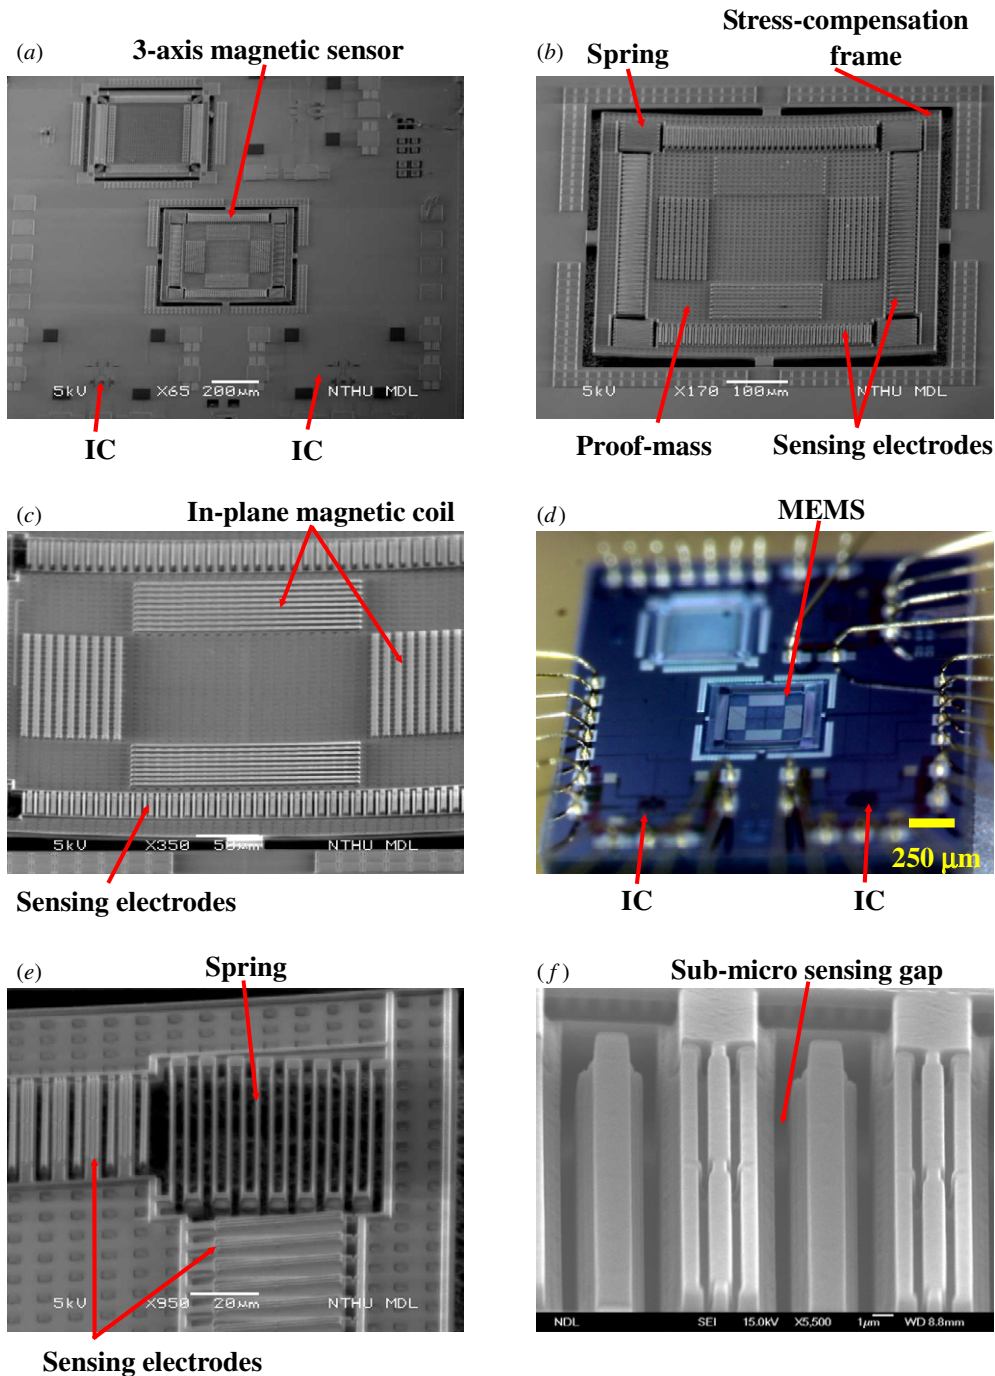 (a)
3-axis magnetic sensor
5kV X65 200μm NTHU MDL
IC
IC
(b)
Stress-compensation
frame
Spring
5kV X170 100μm NTHU MDL
Proof-mass
Sensing electrodes
(c)
In-plane magnetic coil
5kV X350 50μm NTHU MDL
Sensing electrodes
(d)
MEMS
250 μm
IC
IC
(e)
Spring
5kV X950 20μm NTHU MDL
Sensing electrodes
(f)
Sub-micro sensing gap
NDL SEI 15.0kV X5,500 1μm WD 8.8mm